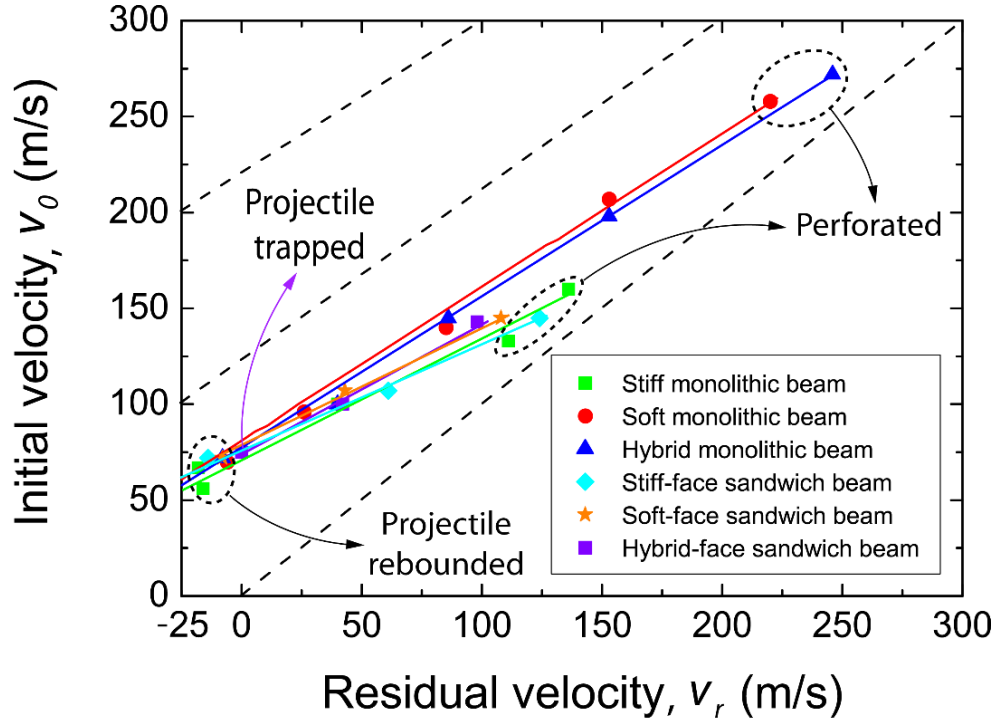 300
250
200
150
100
50
0
-25
0
50
100
150
200
250
300
Initial velocity, v0 (m/s)
Residual velocity, vr (m/s)
Projectile
trapped
Perforated
Projectile
rebounded
Stiff monolithic beam
Soft monolithic beam
Hybrid monolithic beam
Stiff-face sandwich beam
Soft-face sandwich beam
Hybrid-face sandwich beam